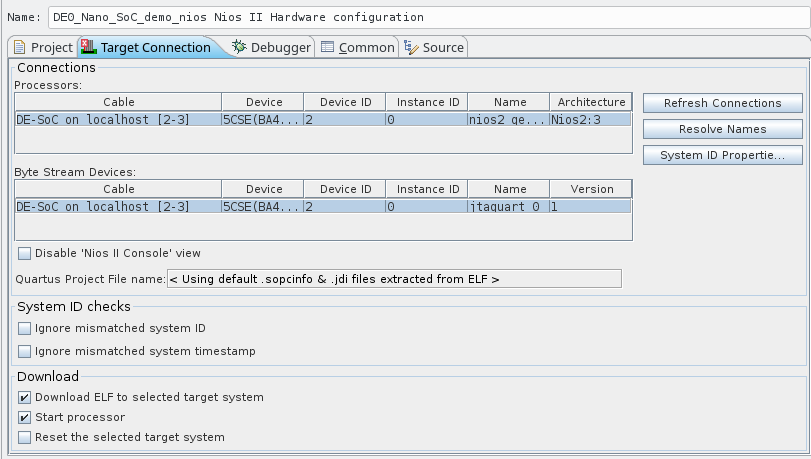 Name: DE0_Nano_SoC_demo_nios Nios II Hardware configuration
Project Target Connection Debugger Common Source
Connections
Processors:
Cable Device Device ID Instance ID Name Architecture
DE-SoC on localhost [2-3] 5CSE(BA4... 2 0 nios2_ge... Nios2:3
Refresh Connections
Resolve Names
System ID Propertie...
Byte Stream Devices:
Cable Device Device ID Instance ID Name Version
DE-SoC on localhost [2-3] 5CSE(BA4... 2 0 jtaguart_0 1
Disable 'Nios II Console' view
Quartus Project File name: < Using default .sopcinfo & .jdi files extracted from ELF >
System ID checks
Ignore mismatched system ID
Ignore mismatched system timestamp
Download
Download ELF to selected target system
Start processor
Reset the selected target system